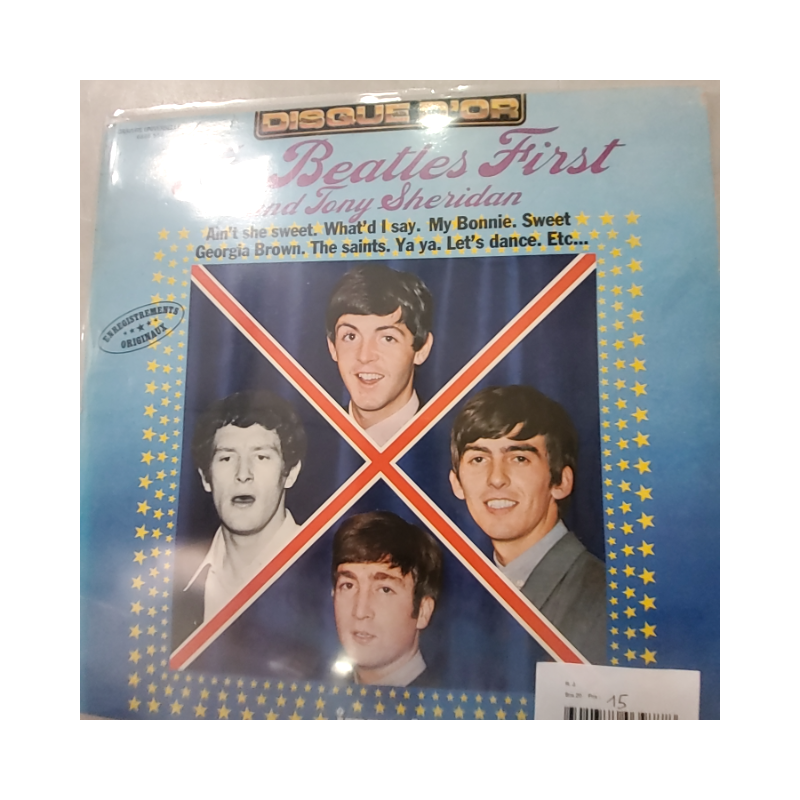 DISQUE D'OR
Beatles First
and Tony Sheridan
Ain't she sweet. What'd I say. My Bonnie. Sweet
Georgia Brown. The saints. Ya ya. Let's dance. Etc...
ENREGISTREMENTS
ORIGINAUX
15